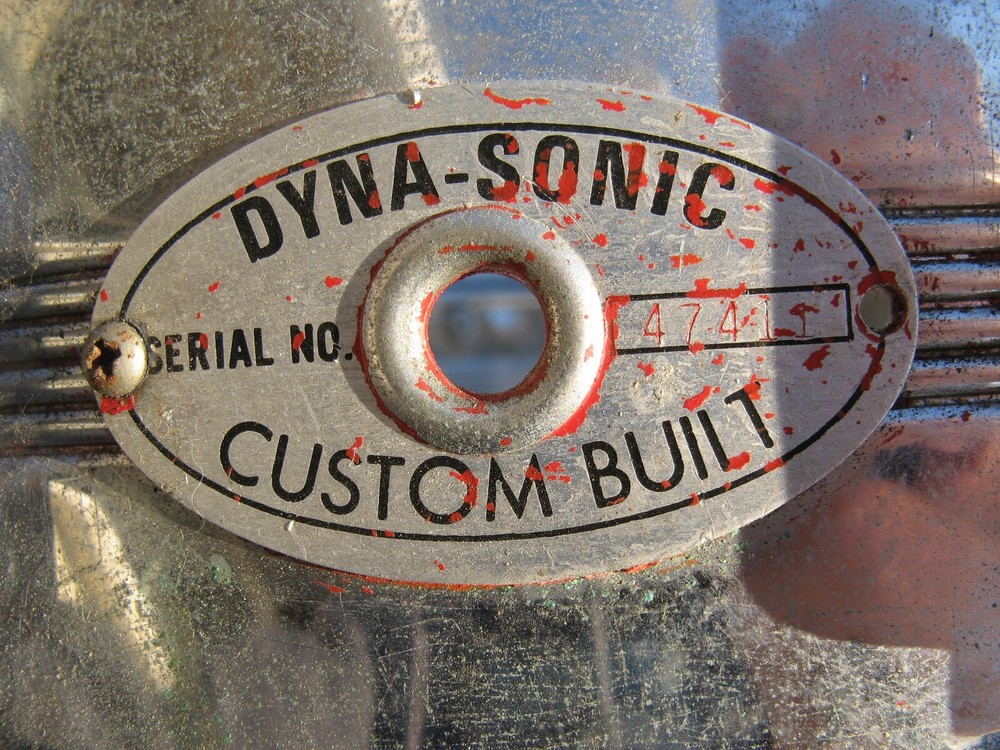 DYNA-SONIC
SERIAL NO. 47411
CUSTOM BUILT